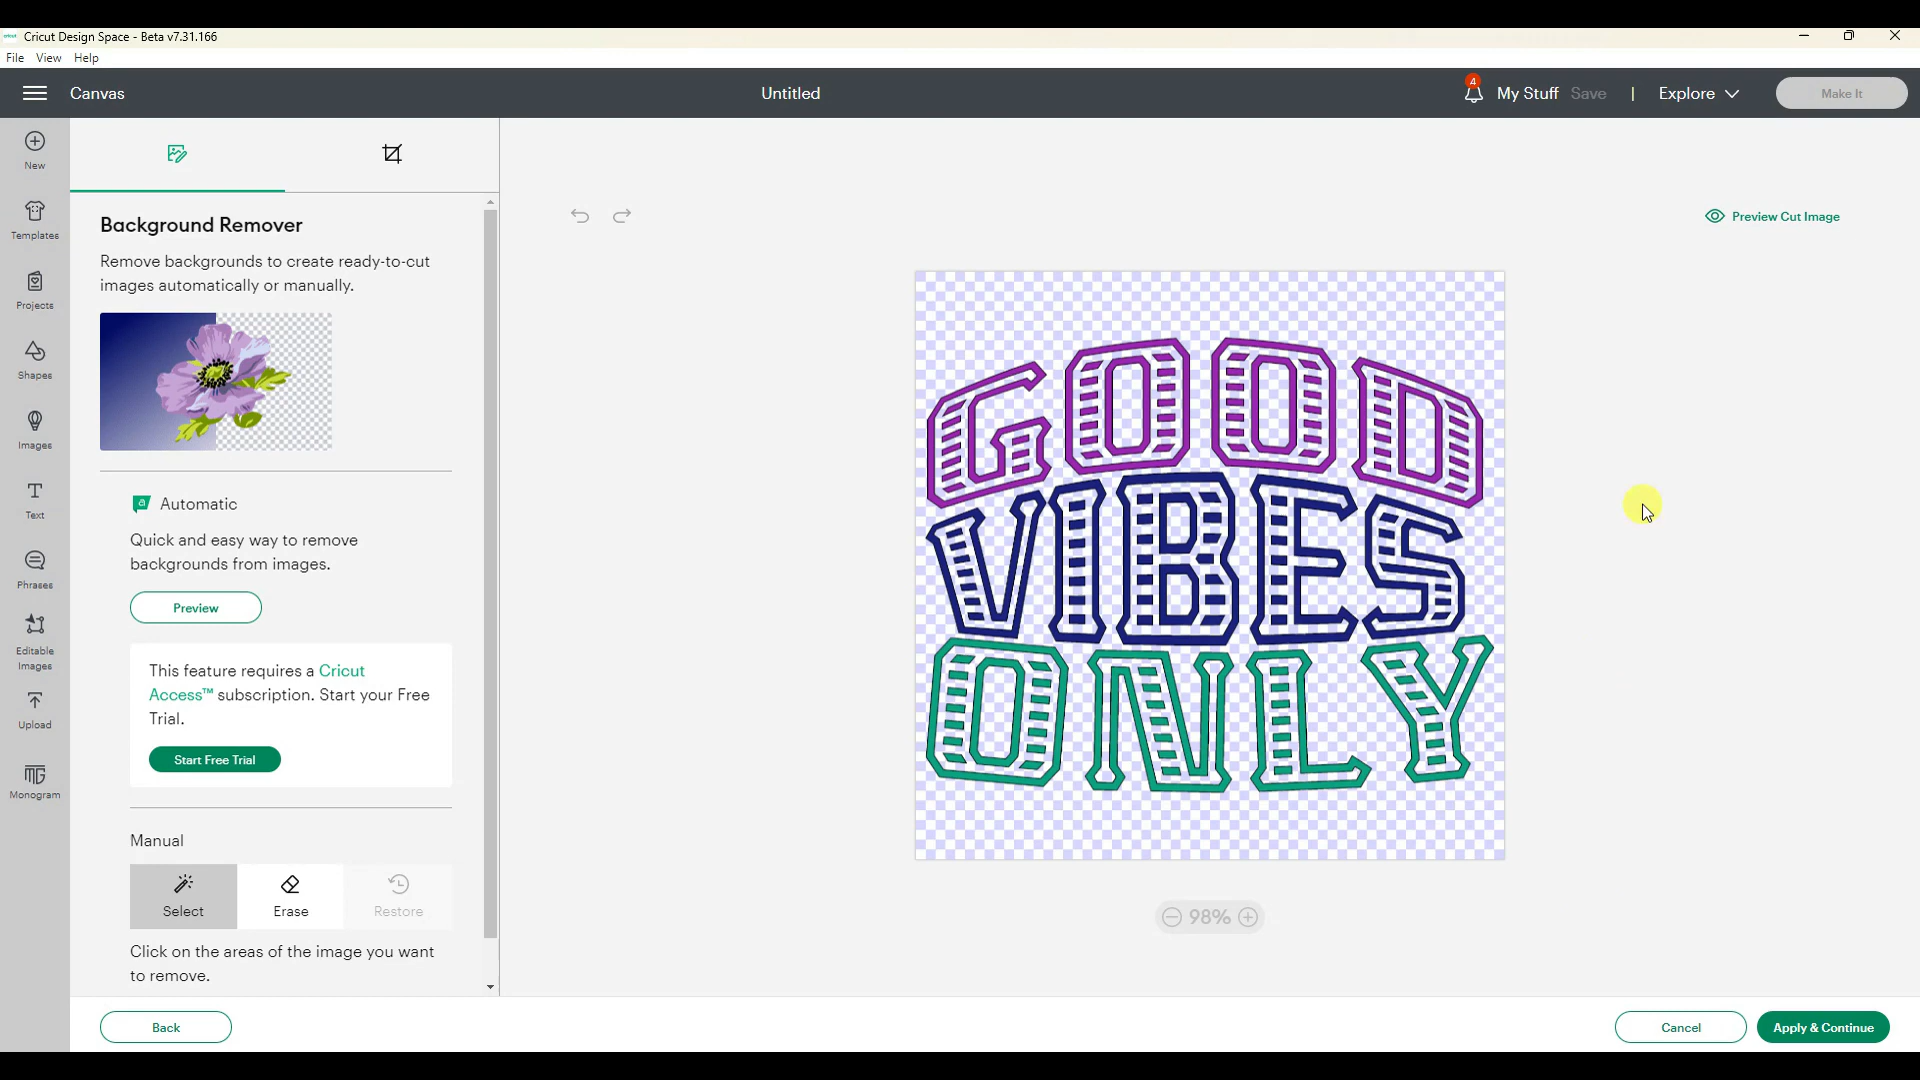 cricut Cricut Design Space - Beta v7.31.166
File View Help
Canvas Untitled 4 My Stuff Save | Explore Make It
New
Templates
Projects
Shapes
Images
Text
Phrases
Editable
Images
Upload
MG
Monogram
Background Remover
Remove backgrounds to create ready-to-cut
images automatically or manually.
a Automatic
Quick and easy way to remove
backgrounds from images.
Preview
This feature requires a Cricut
Access™ subscription. Start your Free
Trial.
Start Free Trial
Manual
Select Erase Restore
Click on the areas of the image you want
to remove.
Preview Cut Image
GOOD
VIBES
ONLY
98%
Back Cancel Apply & Continue